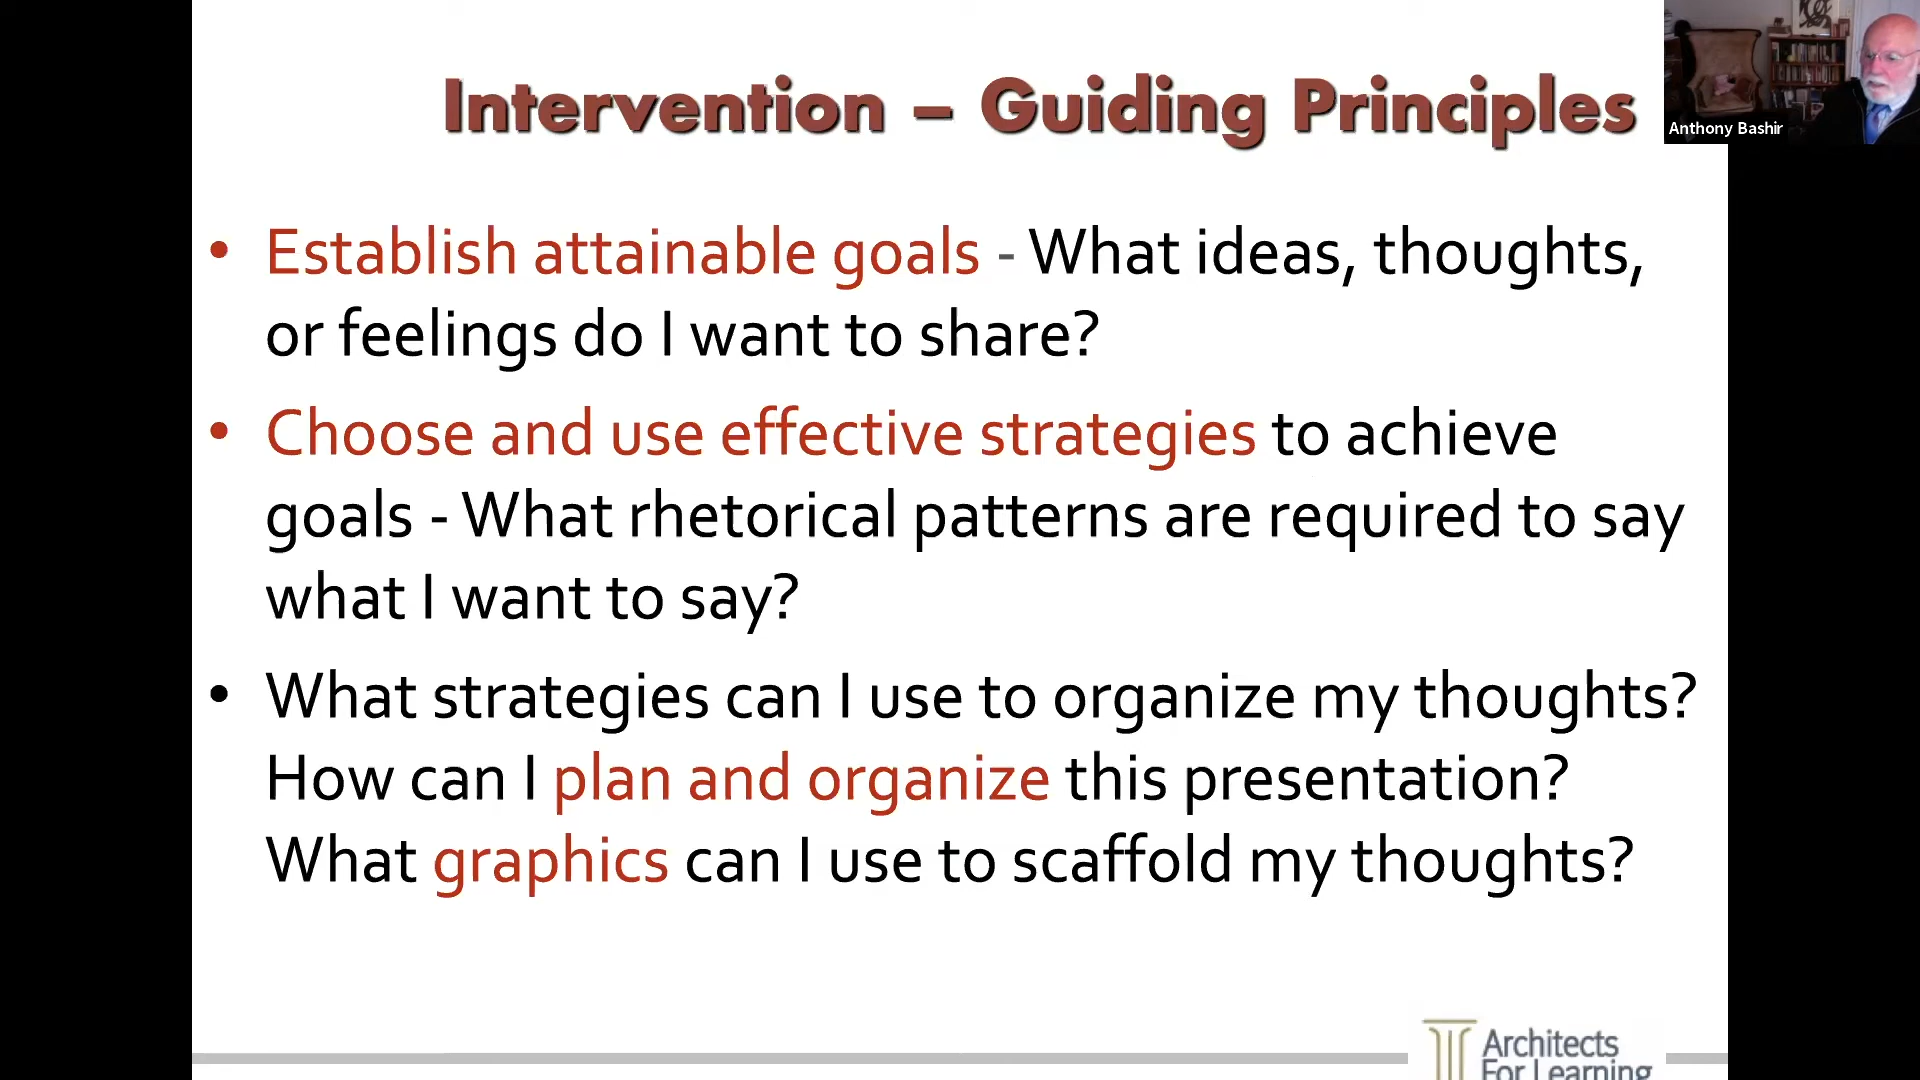 Intervention – Guiding Principles
Anthony Bashir
• Establish attainable goals - What ideas, thoughts,
or feelings do I want to share?
• Choose and use effective strategies to achieve
goals - What rhetorical patterns are required to say
what I want to say?
• What strategies can I use to organize my thoughts?
How can I plan and organize this presentation?
What graphics can I use to scaffold my thoughts?
Architects
For Learning